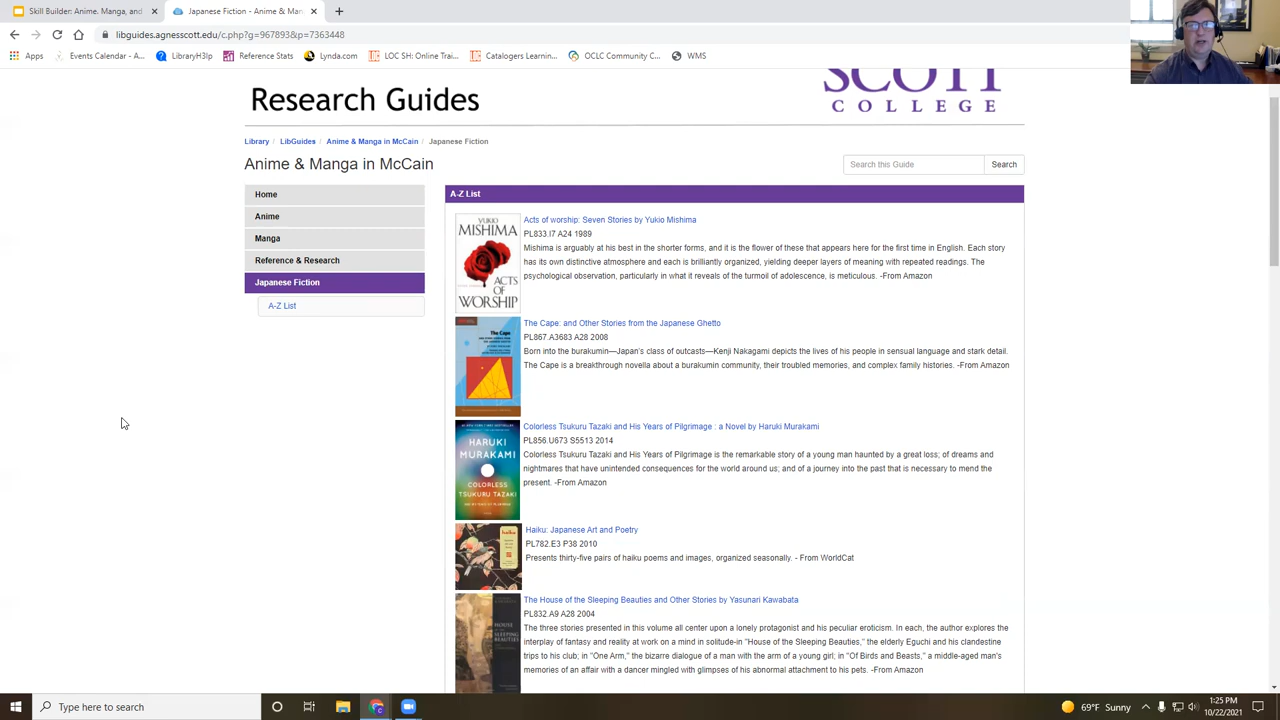 Skill Builder: Anime, Manga, and
Japanese Fiction - Anime & Man
libguides.agnesscott.edu/c.php?g=967893&p=7363448
Apps
Events Calendar - A...
LibraryH3lp
Reference Stats
Lynda.com
LOC SH: Online Trai...
Catalogers Learnin...
OCLC Community C...
WMS
Research Guides
SCOTT
COLLEGE
Library / LibGuides / Anime & Manga in McCain / Japanese Fiction
Anime & Manga in McCain
Search this Guide
Search
Home
Anime
Manga
Reference & Research
Japanese Fiction
A-Z List
A-Z List
YUKIO
MISHIMA
ACTS
OF
WORSHIP
Acts of worship: Seven Stories by Yukio Mishima
PL833.I7 A24 1989
Mishima is arguably at his best in the shorter forms, and it is the flower of these that appears here for the first time in English. Each story
has its own distinctive atmosphere and each is brilliantly organized, yielding deeper layers of meaning with repeated readings. The
psychological observation, particularly in what it reveals of the turmoil of adolescence, is meticulous. -From Amazon
The Cape
The Cape: and Other Stories from the Japanese Ghetto
PL867.A3683 A28 2008
Born into the burakumin—Japan's class of outcasts—Kenji Nakagami depicts the lives of his people in sensual language and stark detail.
The Cape is a breakthrough novella about a burakumin community, their troubled memories, and complex family histories. -From Amazon
HARUKI
MURAKAMI
COLORLESS
TSUKURU TAZAKI
Colorless Tsukuru Tazaki and His Years of Pilgrimage : a Novel by Haruki Murakami
PL856.U673 S5513 2014
Colorless Tsukuru Tazaki and His Years of Pilgrimage is the remarkable story of a young man haunted by a great loss; of dreams and
nightmares that have unintended consequences for the world around us; and of a journey into the past that is necessary to mend the
present. -From Amazon
haiku
Haiku: Japanese Art and Poetry
PL782.E3 P38 2010
Presents thirty-five pairs of haiku poems and images, organized seasonally. - From WorldCat
HOUSE
OF THE
SLEEPING
BEAUTIES
The House of the Sleeping Beauties and Other Stories by Yasunari Kawabata
PL832.A9 A28 2004
The three stories presented in this volume all center upon a lonely protagonist and his peculiar eroticism. In each, the author explores the
interplay of fantasy and reality at work on a mind in solitude-in "House of the Sleeping Beauties," the elderly Eguchi and his clandestine
trips to his club; in "One Arm," the bizarre dialogue of a man with the arm of a young girl; in "Of Birds and Beasts," a middle-aged man's
memories of an affair with a dancer mingled with glimpses of his abnormal attachment to his pets. -From Amazon
Type here to search
69°F Sunny
1:25 PM
10/22/2021